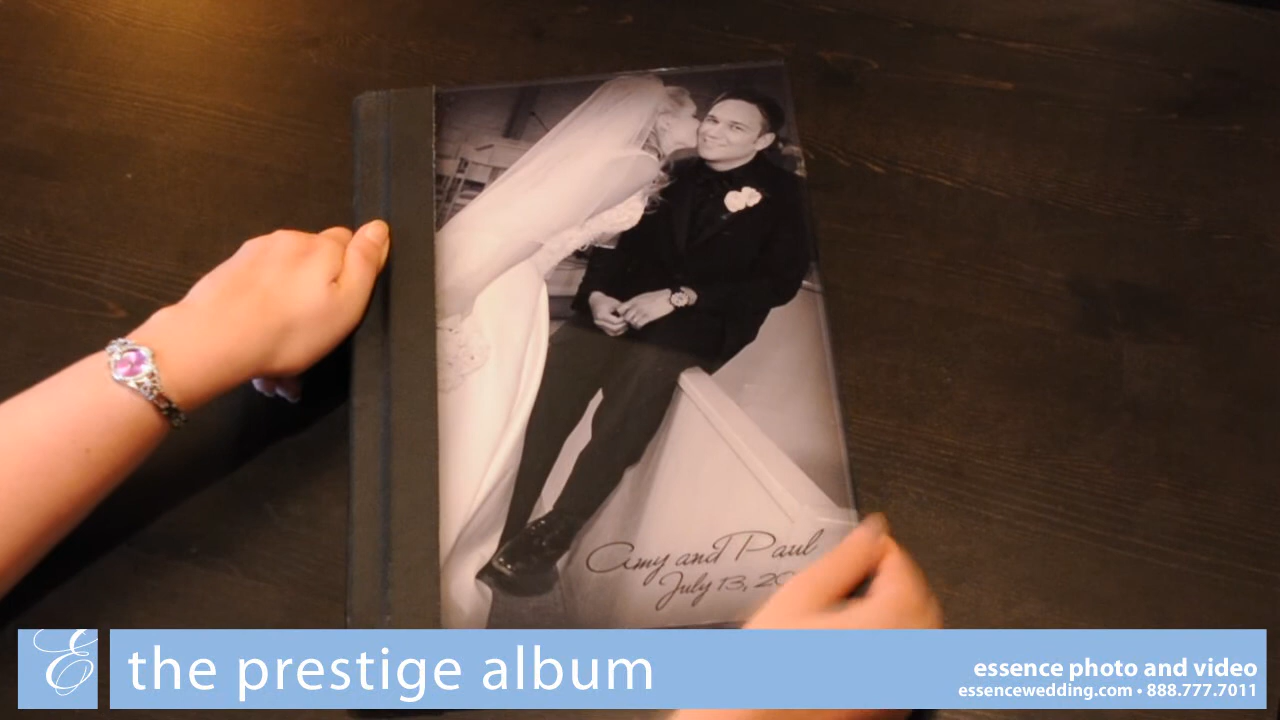 Amy and Paul
July 13, 20
E
the prestige album
essence photo and video
essencewedding.com • 888.777.7011